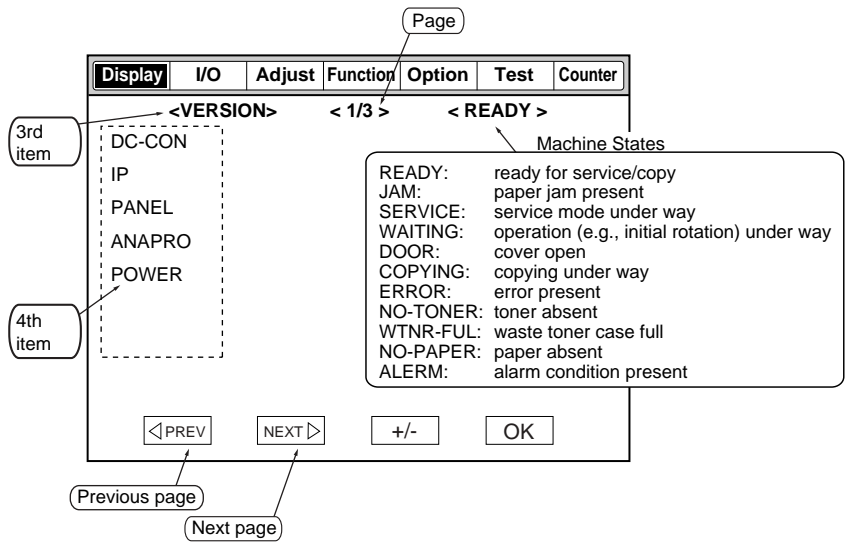 Page
Display I/O Adjust Function Option Test Counter
<VERSION> < 1/3 > < READY >
3rd
item
Machine States
DC-CON
IP
PANEL
ANAPRO
POWER
READY: ready for service/copy
JAM: paper jam present
SERVICE: service mode under way
WAITING: operation (e.g., initial rotation) under way
DOOR: cover open
COPYING: copying under way
ERROR: error present
NO-TONER: toner absent
WTNR-FUL: waste toner case full
NO-PAPER: paper absent
ALERM: alarm condition present
4th
item
PREV NEXT +/- OK
Previous page
Next page